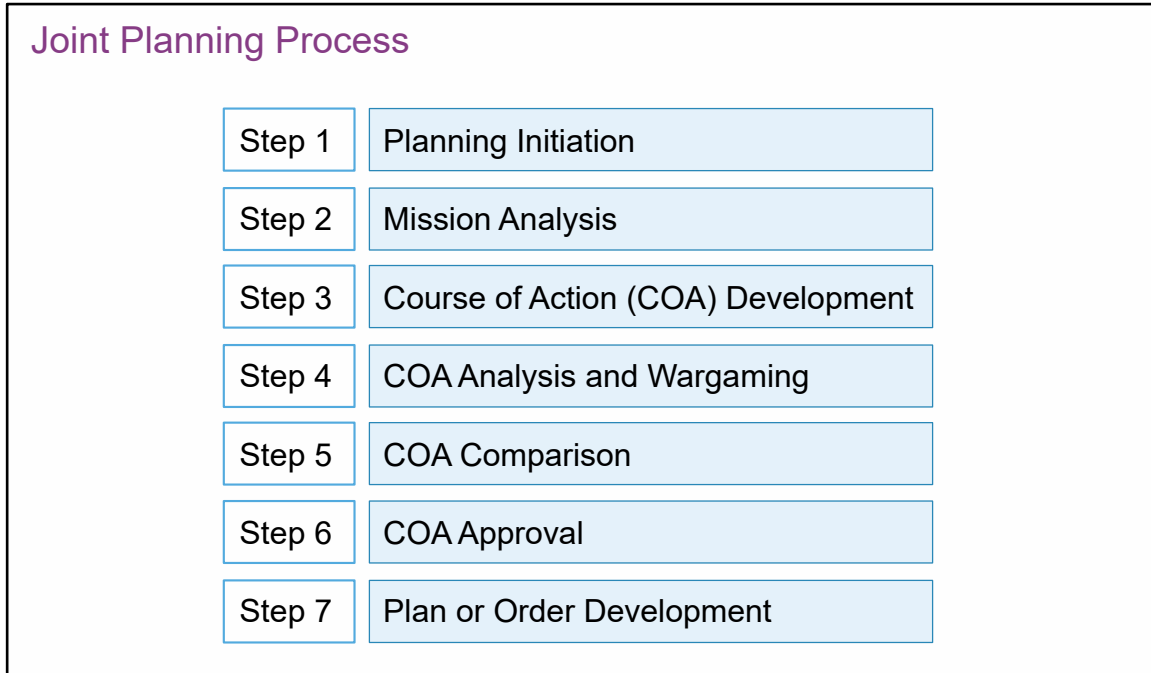 Joint Planning Process
Step 1 Planning Initiation
Step 2 Mission Analysis
Step 3 Course of Action (COA) Development
Step 4 COA Analysis and Wargaming
Step 5 COA Comparison
Step 6 COA Approval
Step 7 Plan or Order Development